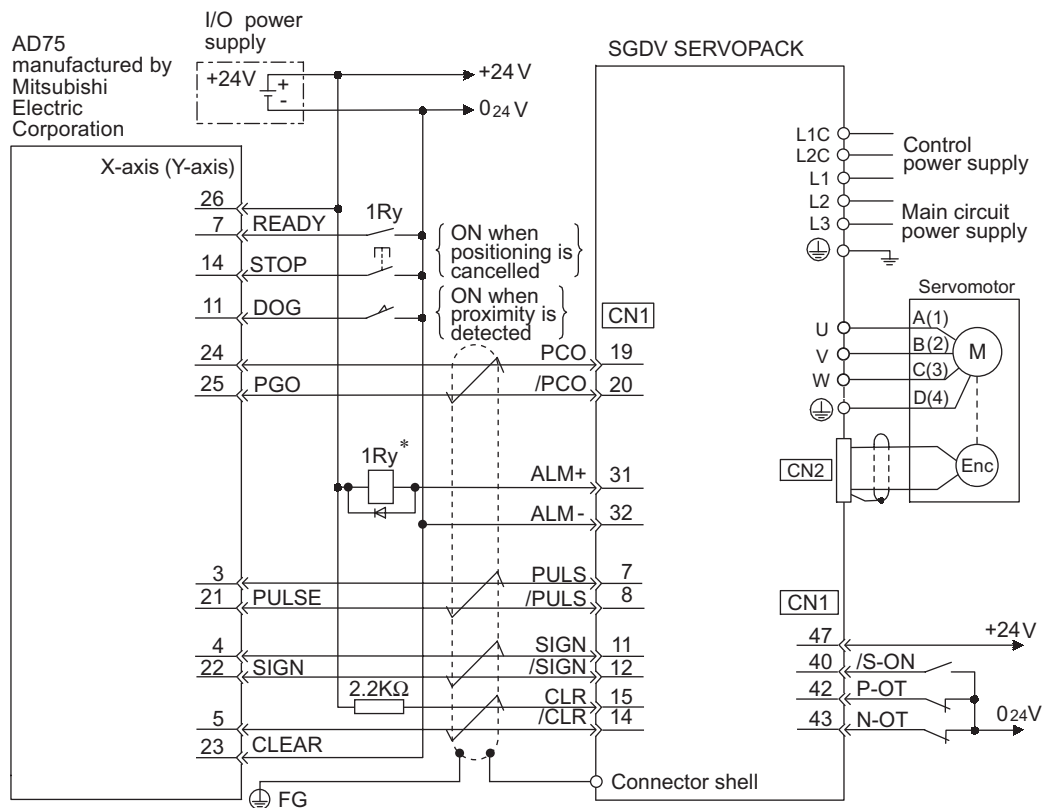 I/O power
supply
AD75
manufactured by
Mitsubishi
Electric
Corporation
+24V
+
-
+24V
024V
SGDV SERVOPACK
X-axis (Y-axis)
26
7 READY
1Ry
ON when
positioning is
cancelled
14 STOP
11 DOG
ON when
proximity is
detected
CN1
24
PCO 19
25 PGO
/PCO 20
1Ry*
ALM+ 31
ALM- 32
3
PULS 7
21 PULSE
/PULS 8
4
SIGN 11
22 SIGN
/SIGN 12
2.2KΩ
CLR 15
5
/CLR 14
23 CLEAR
Connector shell
FG
L1C
L2C
Control
power supply
L1
L2
L3
Main circuit
power supply
Servomotor
U
A(1)
V
B(2)
W
C(3)
D(4)
M
CN2
Enc
CN1
47
+24V
40 /S-ON
42 P-OT
43 N-OT
024V